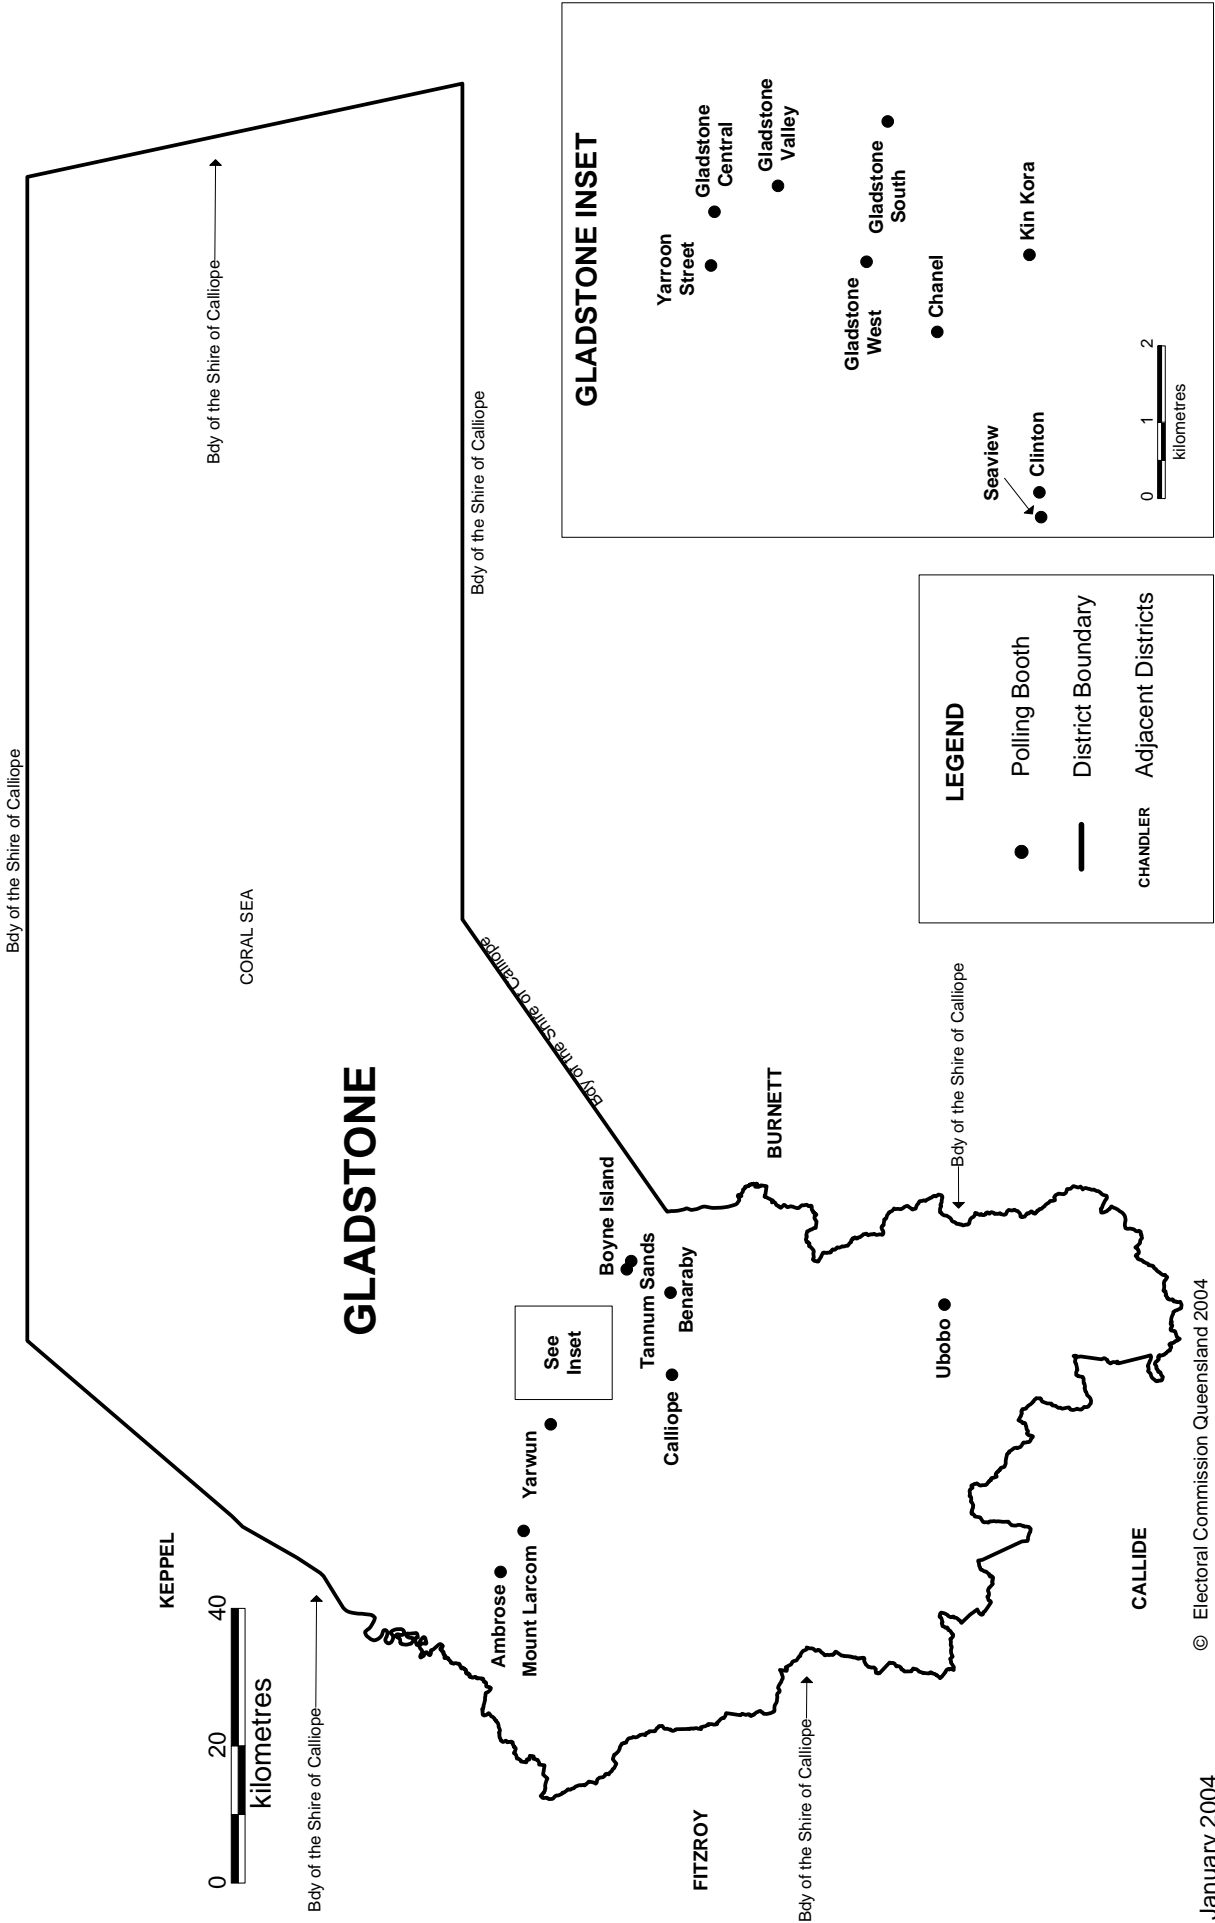 Bdy of the Shire of Calliope
Bdy of the Shire of Calliope
CORAL SEA
KEPPEL
0 20 40
kilometres
Bdy of the Shire of Calliope
GLADSTONE
Bdy of the Shire of Calliope
Bdy of the Shire of Calliope
Ambrose
Mount Larcom
Yarwun
See
Inset
Boyne Island
Tannum Sands
Benaraby
Calliope
BURNETT
FITZROY
Bdy of the Shire of Calliope
Ubobo
Bdy of the Shire of Calliope
CALLIDE
GLADSTONE INSET
Yarroon
Street
Gladstone
Central
Gladstone
Valley
Gladstone
West
Gladstone
South
Chanel
Kin Kora
Seaview
Clinton
0 1 2
kilometres
LEGEND
Polling Booth
District Boundary
CHANDLER Adjacent Districts
January 2004
© Electoral Commission Queensland 2004